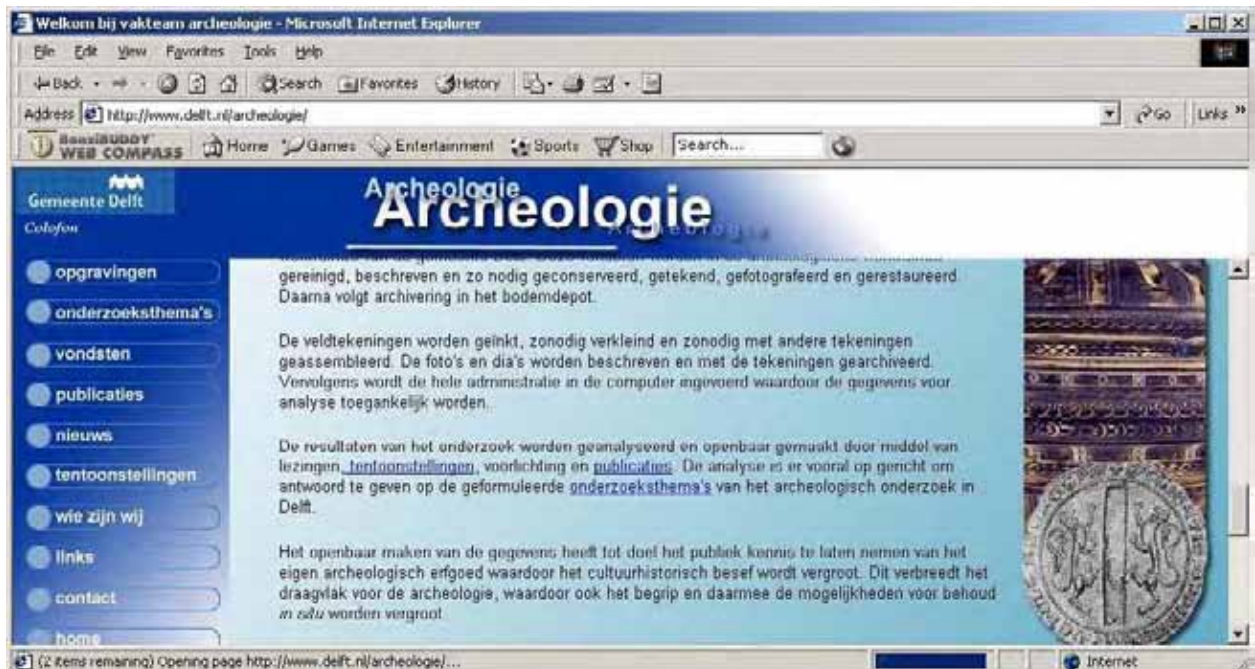 Welkom bij vakteam archeologie - Microsoft Internet Explorer
File Edit View Favorites Tools Help
Back Search Favorites History
Address http://www.delft.nl/archeologie/ Go Links »
BonziBUDDY WEB COMPASS Home Games Entertainment Sports Shop Search...
Gemeente Delft
Colofon
Archeologie
Archeologie
Archeologie
opgravingen
onderzoeksthema's
vondsten
publicaties
nieuws
tentoonstellingen
wie zijn wij
links
contact
home
gereinigd, beschreven en zo nodig geconserveerd, getekend, gefotografeerd en gerestaureerd.
Daarna volgt archivering in het bodemdepot.
De veldtekeningen worden geïnkt, zonodig verkleind en zonodig met andere tekeningen
geassembleerd. De foto's en dia's worden beschreven en met de tekeningen gearchiveerd.
Vervolgens wordt de hele administratie in de computer ingevoerd waardoor de gegevens voor
analyse toegankelijk worden.
De resultaten van het onderzoek worden geanalyseerd en openbaar gemaakt door middel van
lezingen, tentoonstellingen, voorlichting en publicaties. De analyse is er vooral op gericht om
antwoord te geven op de geformuleerde onderzoeksthema's van het archeologisch onderzoek in
Delft.
Het openbaar maken van de gegevens heeft tot doel het publiek kennis te laten nemen van het
eigen archeologisch erfgoed waardoor het cultuurhistorisch besef wordt vergroot. Dit verbreedt het
draagvlak voor de archeologie, waardoor ook het begrip en daarmee de mogelijkheden voor behoud
in situ worden vergroot.
(2 items remaining) Opening page http://www.delft.nl/archeologie/... Internet